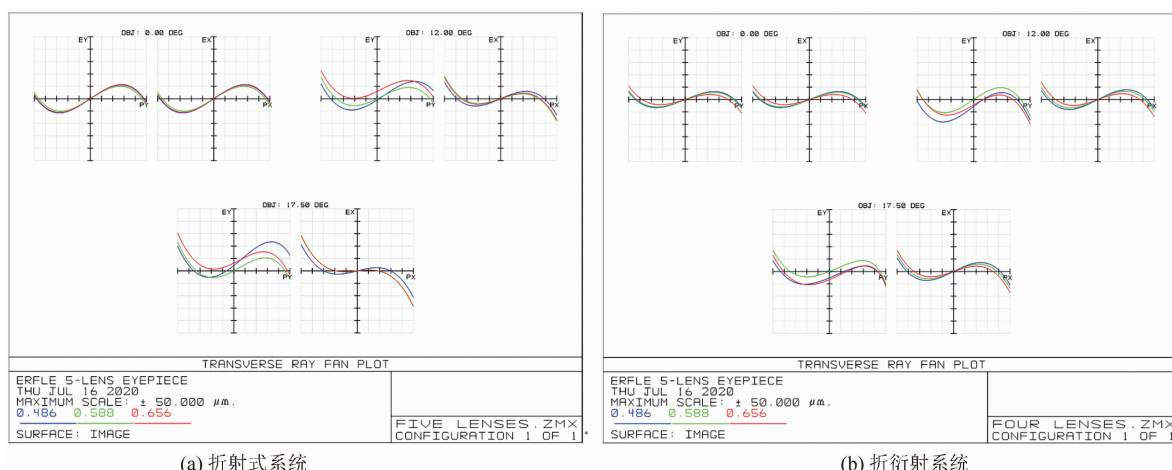 OBJ: 0.00 DEG
EY
EX
PY
PX
OBJ: 12.00 DEG
EY
EX
PY
PX
OBJ: 17.50 DEG
EY
EX
PY
PX
TRANSVERSE RAY FAN PLOT
ERFLE 5-LENS EYEPIECE
THU JUL 16 2020
MAXIMUM SCALE: ± 50.000 μm.
0.486 0.588 0.656
SURFACE: IMAGE
FIVE LENSES.ZMX
CONFIGURATION 1 OF 1
(a) 折射式系统
OBJ: 0.00 DEG
EY
EX
PY
PX
OBJ: 12.00 DEG
EY
EX
PY
PX
OBJ: 17.50 DEG
EY
EX
PY
PX
TRANSVERSE RAY FAN PLOT
ERFLE 5-LENS EYEPIECE
THU JUL 16 2020
MAXIMUM SCALE: ± 50.000 μm.
0.486 0.588 0.656
SURFACE: IMAGE
FOUR LENSES.ZMX
CONFIGURATION 1 OF 1
(b) 折衍射系统